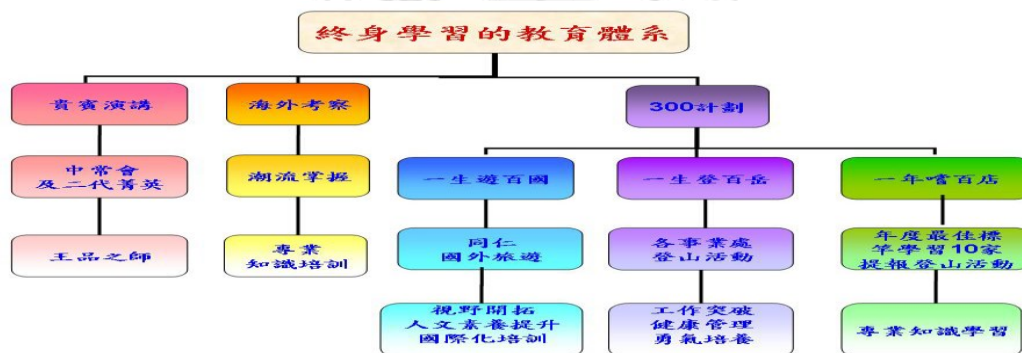 終身學習的教育體系
貴賓演講
海外考察
300計劃
中常會
及二代菁英
潮流掌握
一生遊百國
一生登百岳
一年嚐百店
王品之師
專業
知識培訓
同仁
國外旅遊
各事業處
登山活動
年度最佳標
竿學習10家
提報登山活動
視野開拓
人文素養提升
國際化培訓
工作突破
健康管理
勇氣培養
專業知識學習